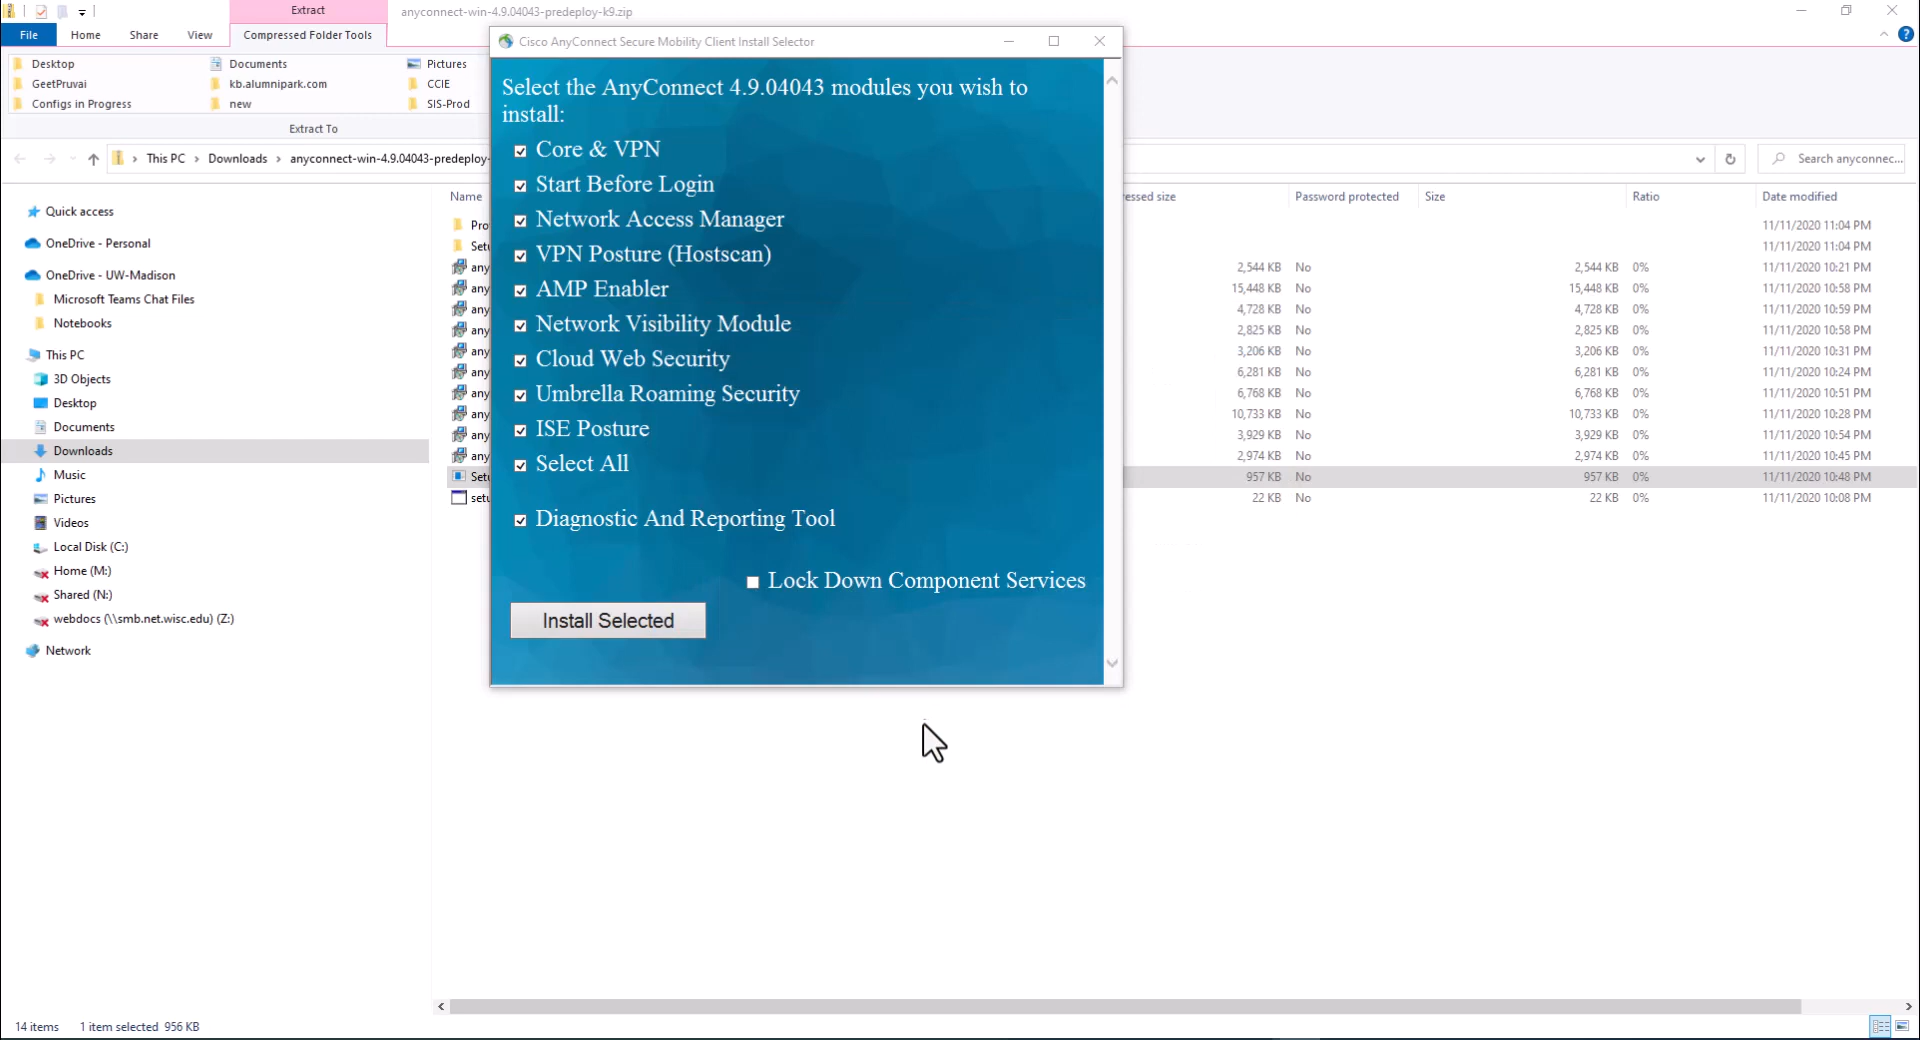 Extract
anyconnect-win-4.9.04043-predeploy-k9.zip
File
Home
Share
View
Compressed Folder Tools
Desktop
Documents
Pictures
GeetPruvai
kb.alumnipark.com
CCIE
Configs in Progress
new
SIS-Prod
Extract To
This PC
Downloads
anyconnect-win-4.9.04043-predeploy-
Search anyconnec...
Cisco AnyConnect Secure Mobility Client Install Selector
Select the AnyConnect 4.9.04043 modules you wish to
install:
Core & VPN
Start Before Login
Network Access Manager
VPN Posture (Hostscan)
AMP Enabler
Network Visibility Module
Cloud Web Security
Umbrella Roaming Security
ISE Posture
Select All
Diagnostic And Reporting Tool
Lock Down Component Services
Install Selected
Quick access
OneDrive - Personal
OneDrive - UW-Madison
Microsoft Teams Chat Files
Notebooks
This PC
3D Objects
Desktop
Documents
Downloads
Music
Pictures
Videos
Local Disk (C:)
Home (M:)
Shared (N:)
webdocs (\\smb.net.wisc.edu) (Z:)
Network
Name essed size Password protected Size Ratio Date modified
Pro 11/11/2020 11:04 PM
Setu 11/11/2020 11:04 PM
any 2,544 KB No 2,544 KB 0% 11/11/2020 10:21 PM
any 15,448 KB No 15,448 KB 0% 11/11/2020 10:58 PM
any 4,728 KB No 4,728 KB 0% 11/11/2020 10:59 PM
any 2,825 KB No 2,825 KB 0% 11/11/2020 10:58 PM
any 3,206 KB No 3,206 KB 0% 11/11/2020 10:31 PM
any 6,281 KB No 6,281 KB 0% 11/11/2020 10:24 PM
any 6,768 KB No 6,768 KB 0% 11/11/2020 10:51 PM
any 10,733 KB No 10,733 KB 0% 11/11/2020 10:28 PM
any 3,929 KB No 3,929 KB 0% 11/11/2020 10:54 PM
any 2,974 KB No 2,974 KB 0% 11/11/2020 10:45 PM
Setu 957 KB No 957 KB 0% 11/11/2020 10:48 PM
setu 22 KB No 22 KB 0% 11/11/2020 10:08 PM
14 items 1 item selected 956 KB